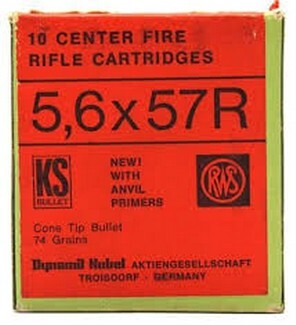 10 CENTER FIRE
RIFLE CARTRIDGES
5,6x57R
KS
BULLET
NEW!
WITH
ANVIL
PRIMERS
RWS
Cone Tip Bullet
74 Grains
Dynamit Nobel AKTIENGESELLSCHAFT
TROISDORF - GERMANY